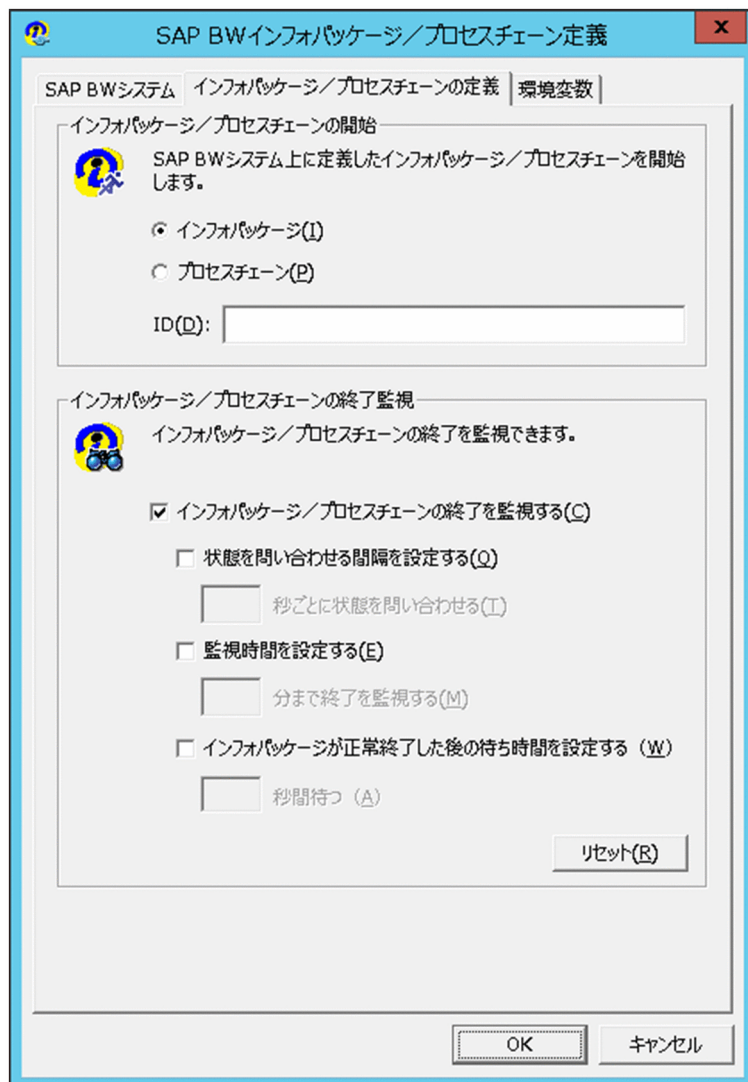 SAP BWインフォパッケージ／プロセスチェーン定義
x
SAP BWシステム
インフォパッケージ／プロセスチェーンの定義
環境変数
インフォパッケージ／プロセスチェーンの開始
SAP BWシステム上に定義したインフォパッケージ／プロセスチェーンを開始
します。
インフォパッケージ(I)
プロセスチェーン(P)
ID(D):
インフォパッケージ／プロセスチェーンの終了監視
インフォパッケージ／プロセスチェーンの終了を監視できます。
インフォパッケージ／プロセスチェーンの終了を監視する(C)
状態を問い合わせる間隔を設定する(Q)
秒ごとに状態を問い合わせる(T)
監視時間を設定する(E)
分まで終了を監視する(M)
インフォパッケージが正常終了した後の待ち時間を設定する（W）
秒間待つ（A）
リセット(R)
OK
キャンセル